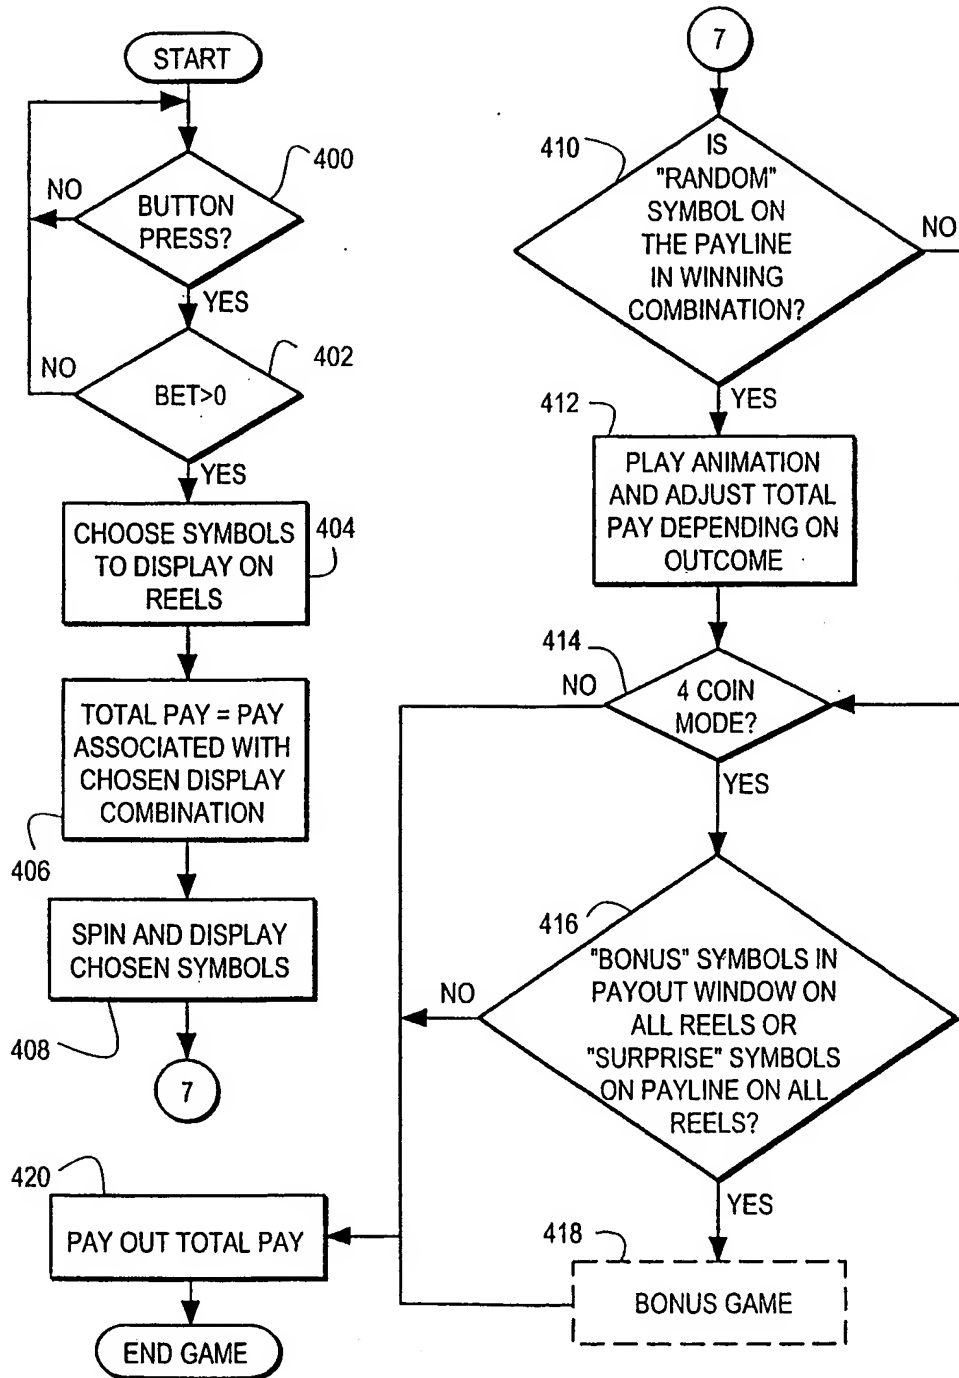 START
400
NO
BUTTON
PRESS?
YES
402
NO
BET>0
YES
CHOOSE SYMBOLS
TO DISPLAY ON
REELS
404
TOTAL PAY = PAY
ASSOCIATED WITH
CHOSEN DISPLAY
COMBINATION
406
SPIN AND DISPLAY
CHOSEN SYMBOLS
408
7
420
PAY OUT TOTAL PAY
END GAME
7
410
IS
"RANDOM"
SYMBOL ON
THE PAYLINE
IN WINNING
COMBINATION?
NO
YES
412
PLAY ANIMATION
AND ADJUST TOTAL
PAY DEPENDING ON
OUTCOME
414
NO
4 COIN
MODE?
YES
416
"BONUS" SYMBOLS IN
PAYOUT WINDOW ON
ALL REELS OR
"SURPRISE" SYMBOLS
ON PAYLINE ON ALL
REELS?
NO
YES
418
BONUS GAME